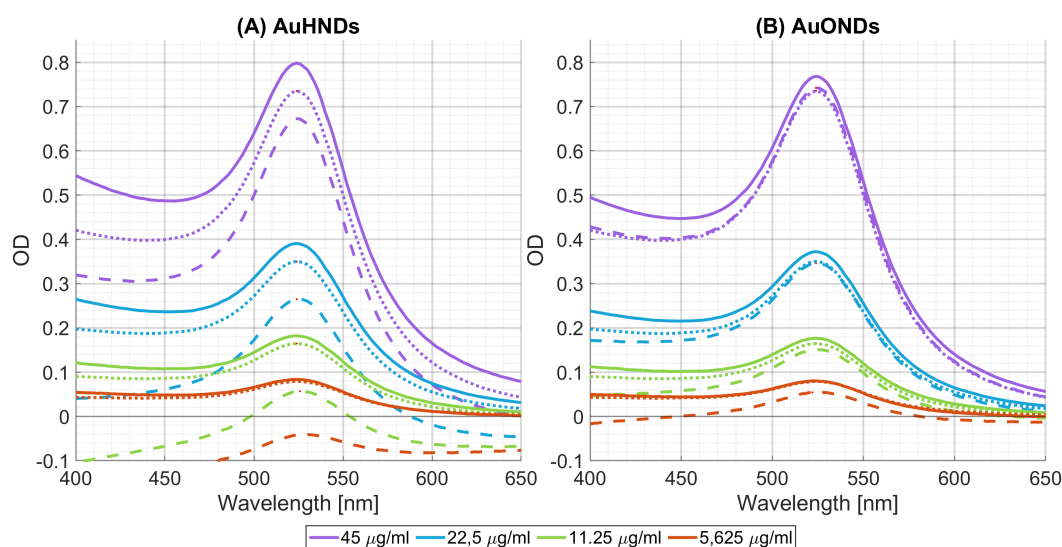 (A) AuHNDs
(B) AuONDs
0.8
0.7
0.6
0.5
0.4
0.3
0.2
0.1
0
-0.1
OD
400 450 500 550 600 650
Wavelength [nm]
0.8
0.7
0.6
0.5
0.4
0.3
0.2
0.1
0
-0.1
OD
400 450 500 550 600 650
Wavelength [nm]
45 μg/ml 22,5 μg/ml 11.25 μg/ml 5,625 μg/ml